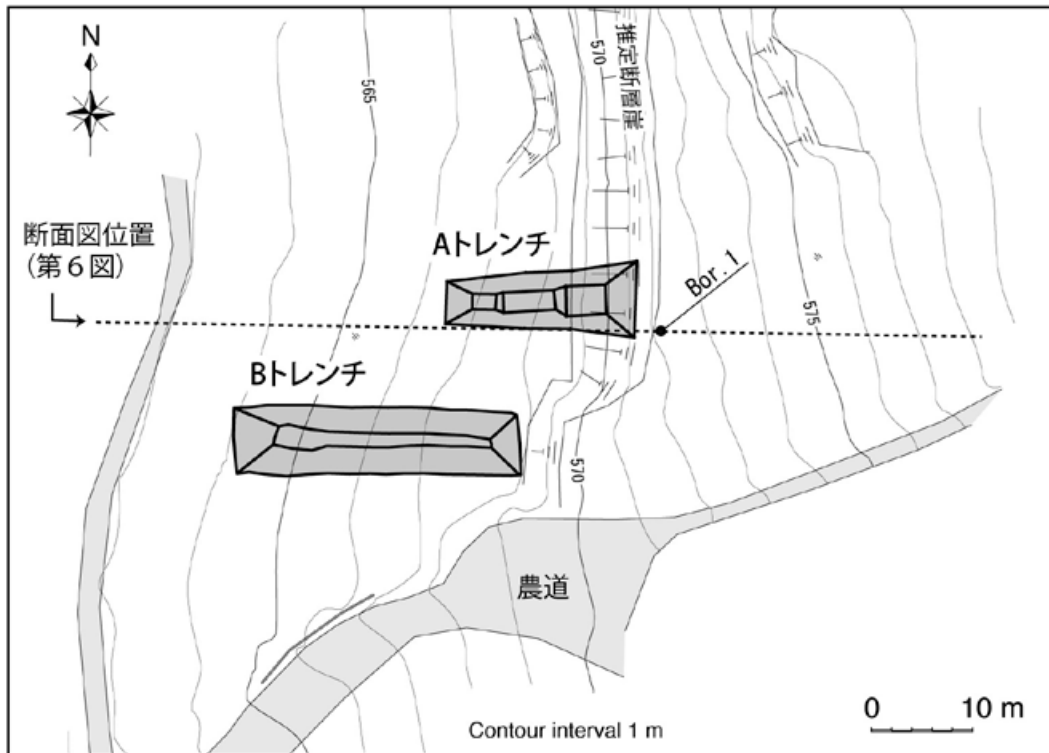 N
565
570
推定断層崖
断面図位置
(第6図)
Aトレンチ
Bor. 1
575
Bトレンチ
570
農道
Contour interval 1 m
0 10 m